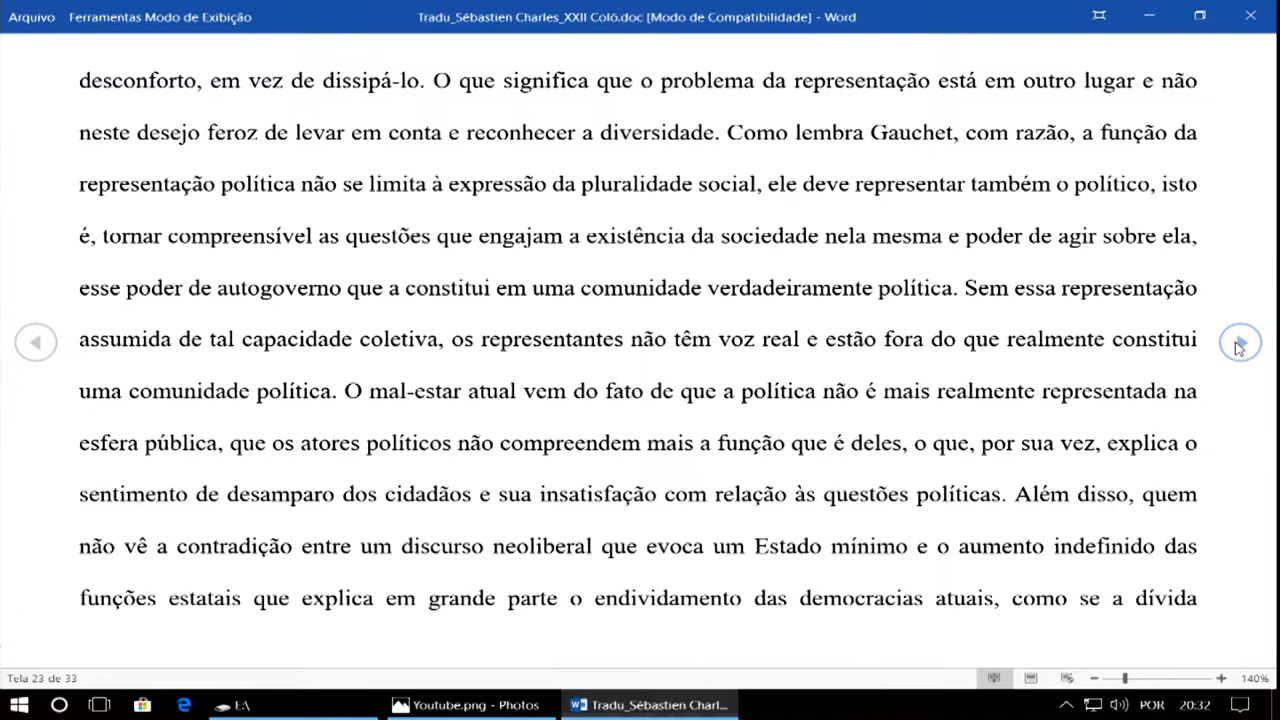 Arquivo Ferramentas Modo de Exibição Tradu_Sébastien Charles_XXII Coló.doc [Modo de Compatibilidade] - Word
desconforto, em vez de dissipá-lo. O que significa que o problema da representação está em outro lugar e não
neste desejo feroz de levar em conta e reconhecer a diversidade. Como lembra Gauchet, com razão, a função da
representação política não se limita à expressão da pluralidade social, ele deve representar também o político, isto
é, tornar compreensível as questões que engajam a existência da sociedade nela mesma e poder de agir sobre ela,
esse poder de autogoverno que a constitui em uma comunidade verdadeiramente política. Sem essa representação
assumida de tal capacidade coletiva, os representantes não têm voz real e estão fora do que realmente constitui
uma comunidade política. O mal-estar atual vem do fato de que a política não é mais realmente representada na
esfera pública, que os atores políticos não compreendem mais a função que é deles, o que, por sua vez, explica o
sentimento de desamparo dos cidadãos e sua insatisfação com relação às questões políticas. Além disso, quem
não vê a contradição entre um discurso neoliberal que evoca um Estado mínimo e o aumento indefinido das
funções estatais que explica em grande parte o endividamento das democracias atuais, como se a dívida
Tela 23 de 33 140%
E:\ Youtube.png - Photos Tradu_Sébastien Charl... POR 20:32